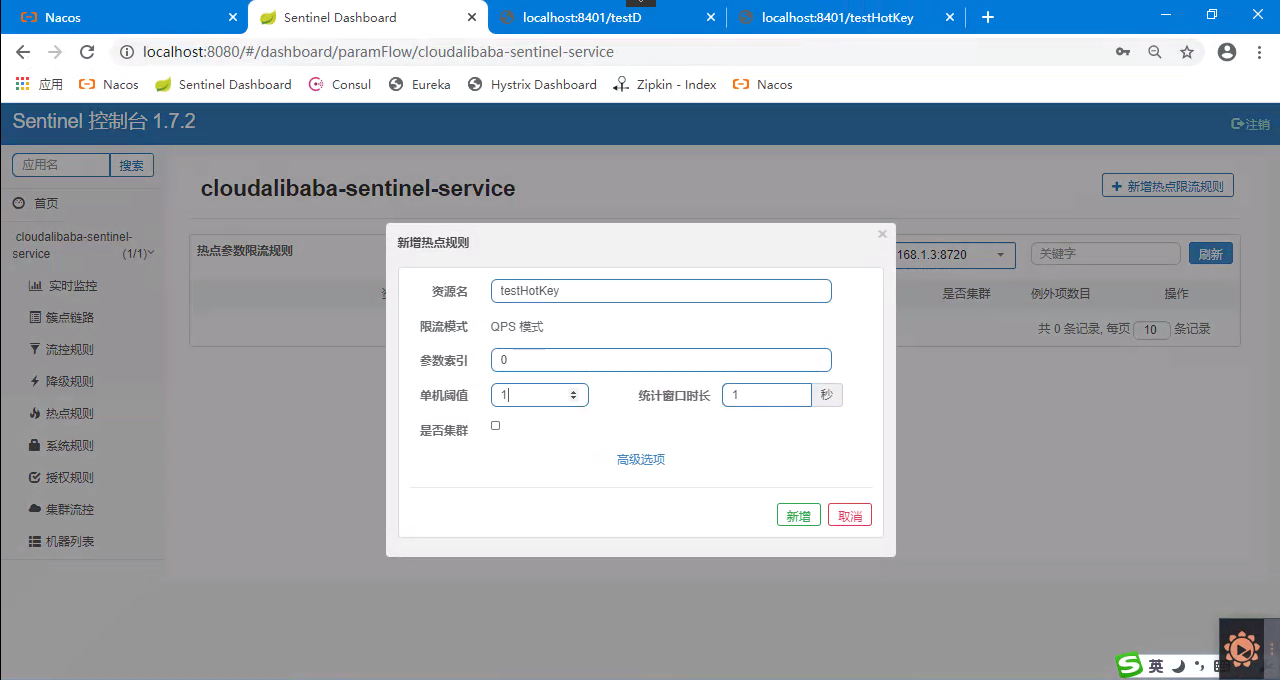 Nacos
Sentinel Dashboard
localhost:8401/testD
localhost:8401/testHotKey
localhost:8080/#/dashboard/paramFlow/cloudalibaba-sentinel-service
应用
Nacos
Sentinel Dashboard
Consul
Eureka
Hystrix Dashboard
Zipkin - Index
Nacos
Sentinel 控制台 1.7.2
注销
应用名
搜索
首页
cloudalibaba-sentinel-
service
(1/1)
实时监控
簇点链路
流控规则
降级规则
热点规则
系统规则
授权规则
集群流控
机器列表
cloudalibaba-sentinel-service
新增热点限流规则
热点参数限流规则
168.1.3:8720
关键字
刷新
是否集群
例外项数目
操作
共 0 条记录, 每页 10 条记录
新增热点规则
资源名 testHotKey
限流模式 QPS 模式
参数索引 0
单机阈值 1
统计窗口时长 1 秒
是否集群
高级选项
新增
取消
英